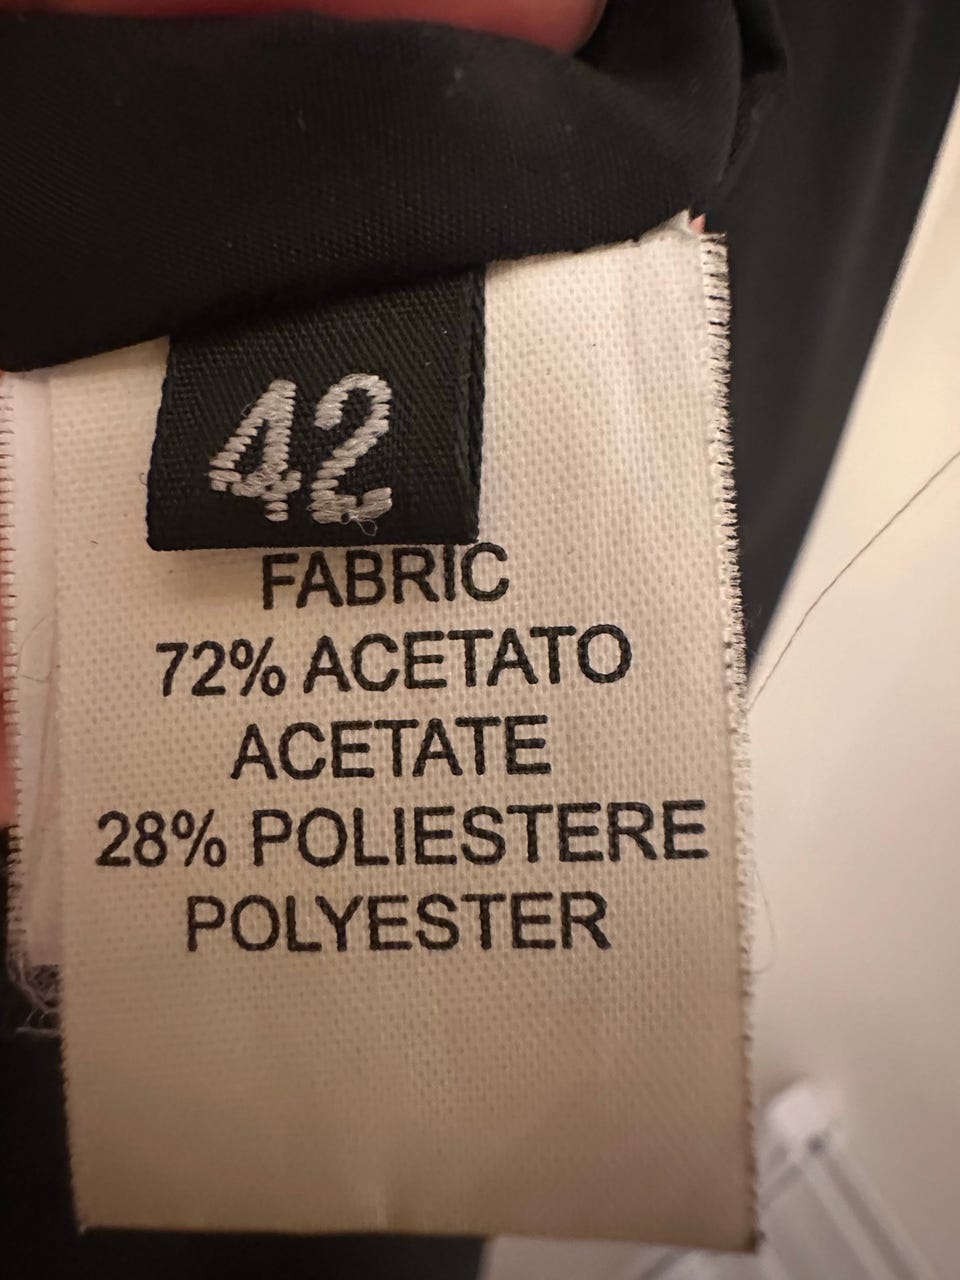 42
FABRIC
72% ACETATO
ACETATE
28% POLIESTERE
POLYESTER